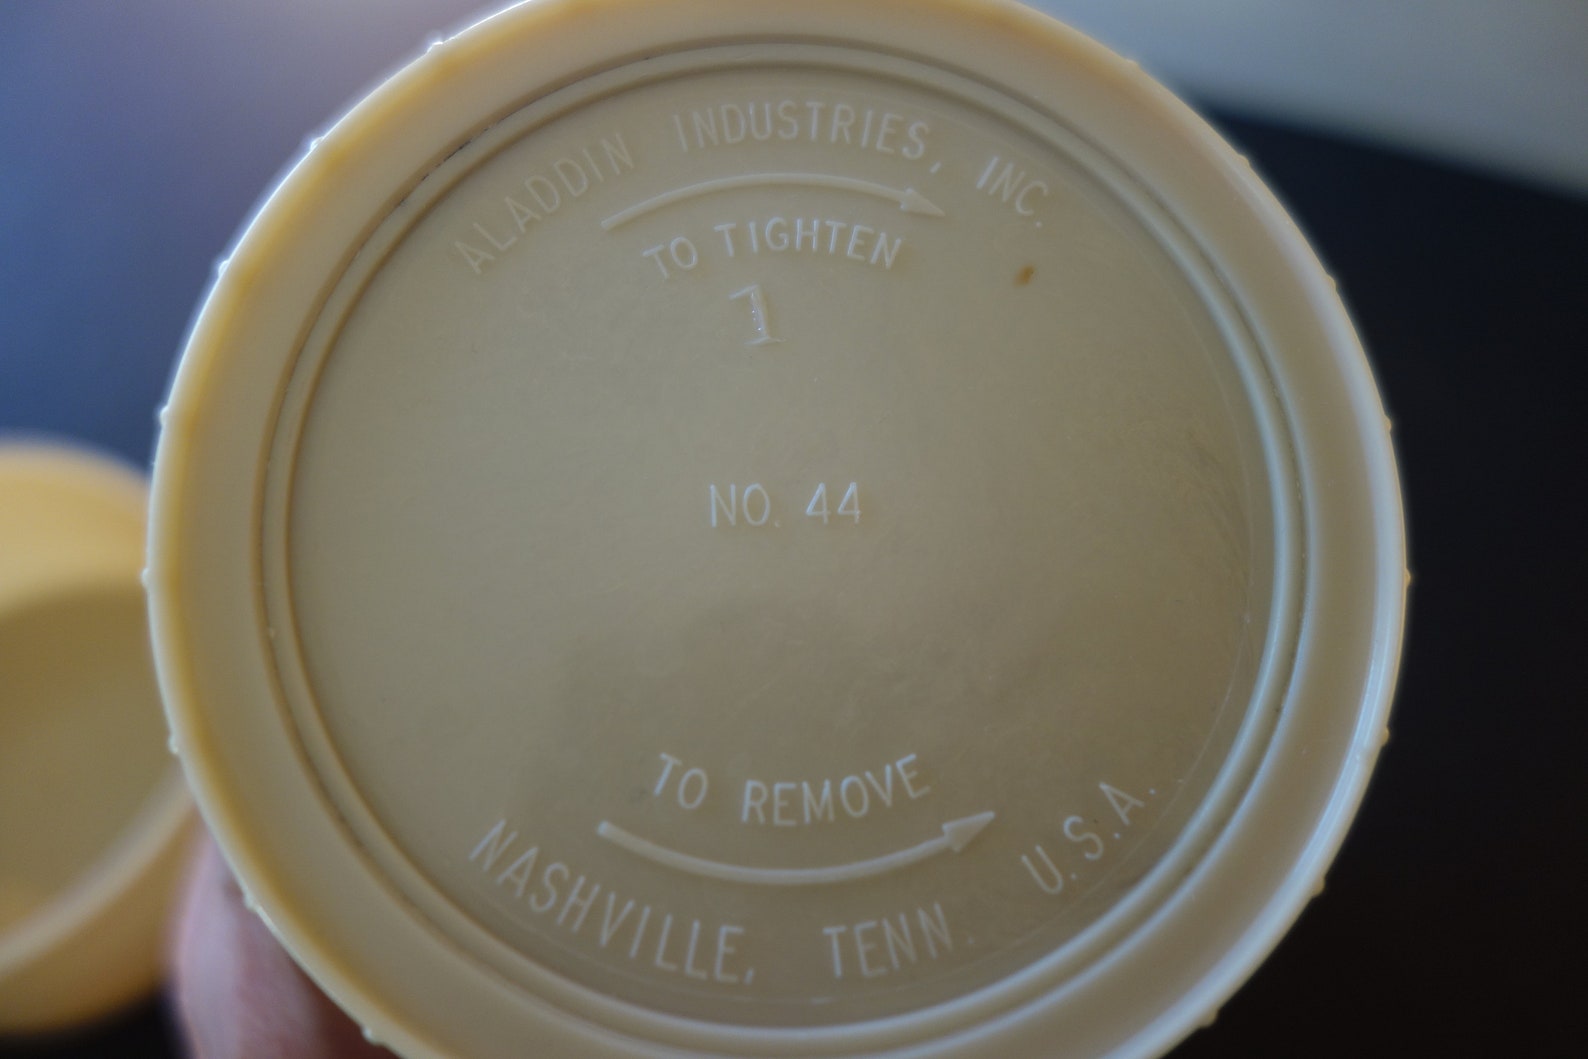 ALADDIN INDUSTRIES, INC.
TO TIGHTEN
1
NO. 44
TO REMOVE
NASHVILLE, TENN. U.S.A.